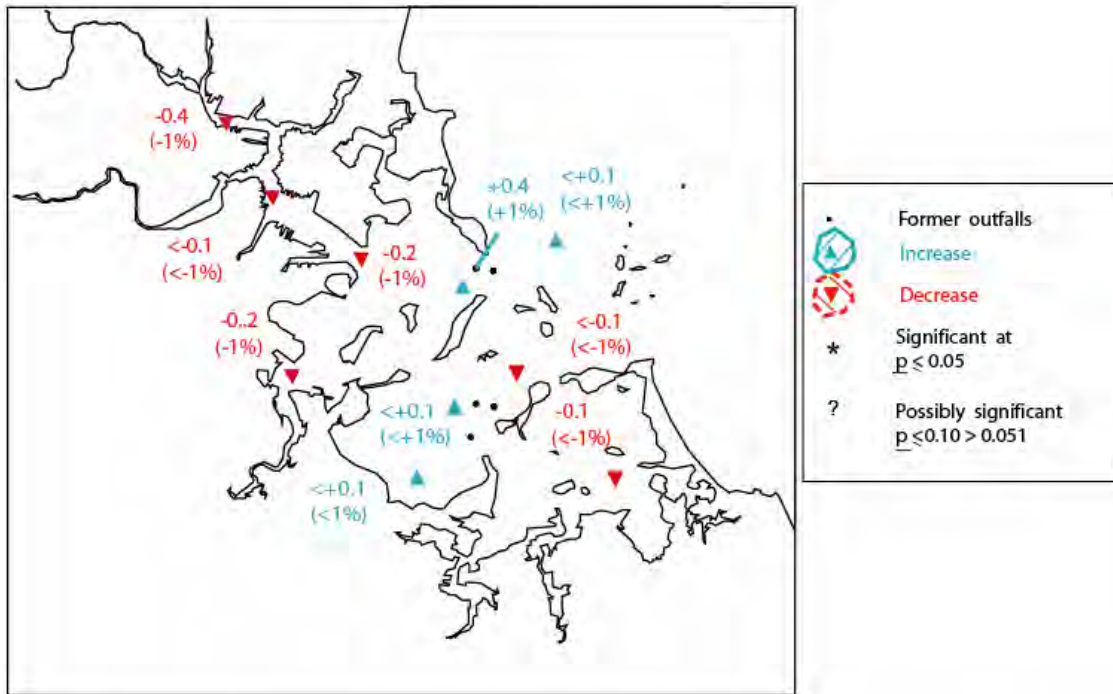 -0.4
(-1%)
+0.4
(+1%)
<+0.1
(<+1%)
<-0.1
(<-1%)
-0.2
(-1%)
-0..2
(-1%)
<-0.1
(<-1%)
<+0.1
(<+1%)
-0.1
(<-1%)
<+0.1
(<1%)
Former outfalls
Increase
Decrease
* Significant at
p ≤ 0.05
? Possibly significant
p ≤0.10 > 0.051